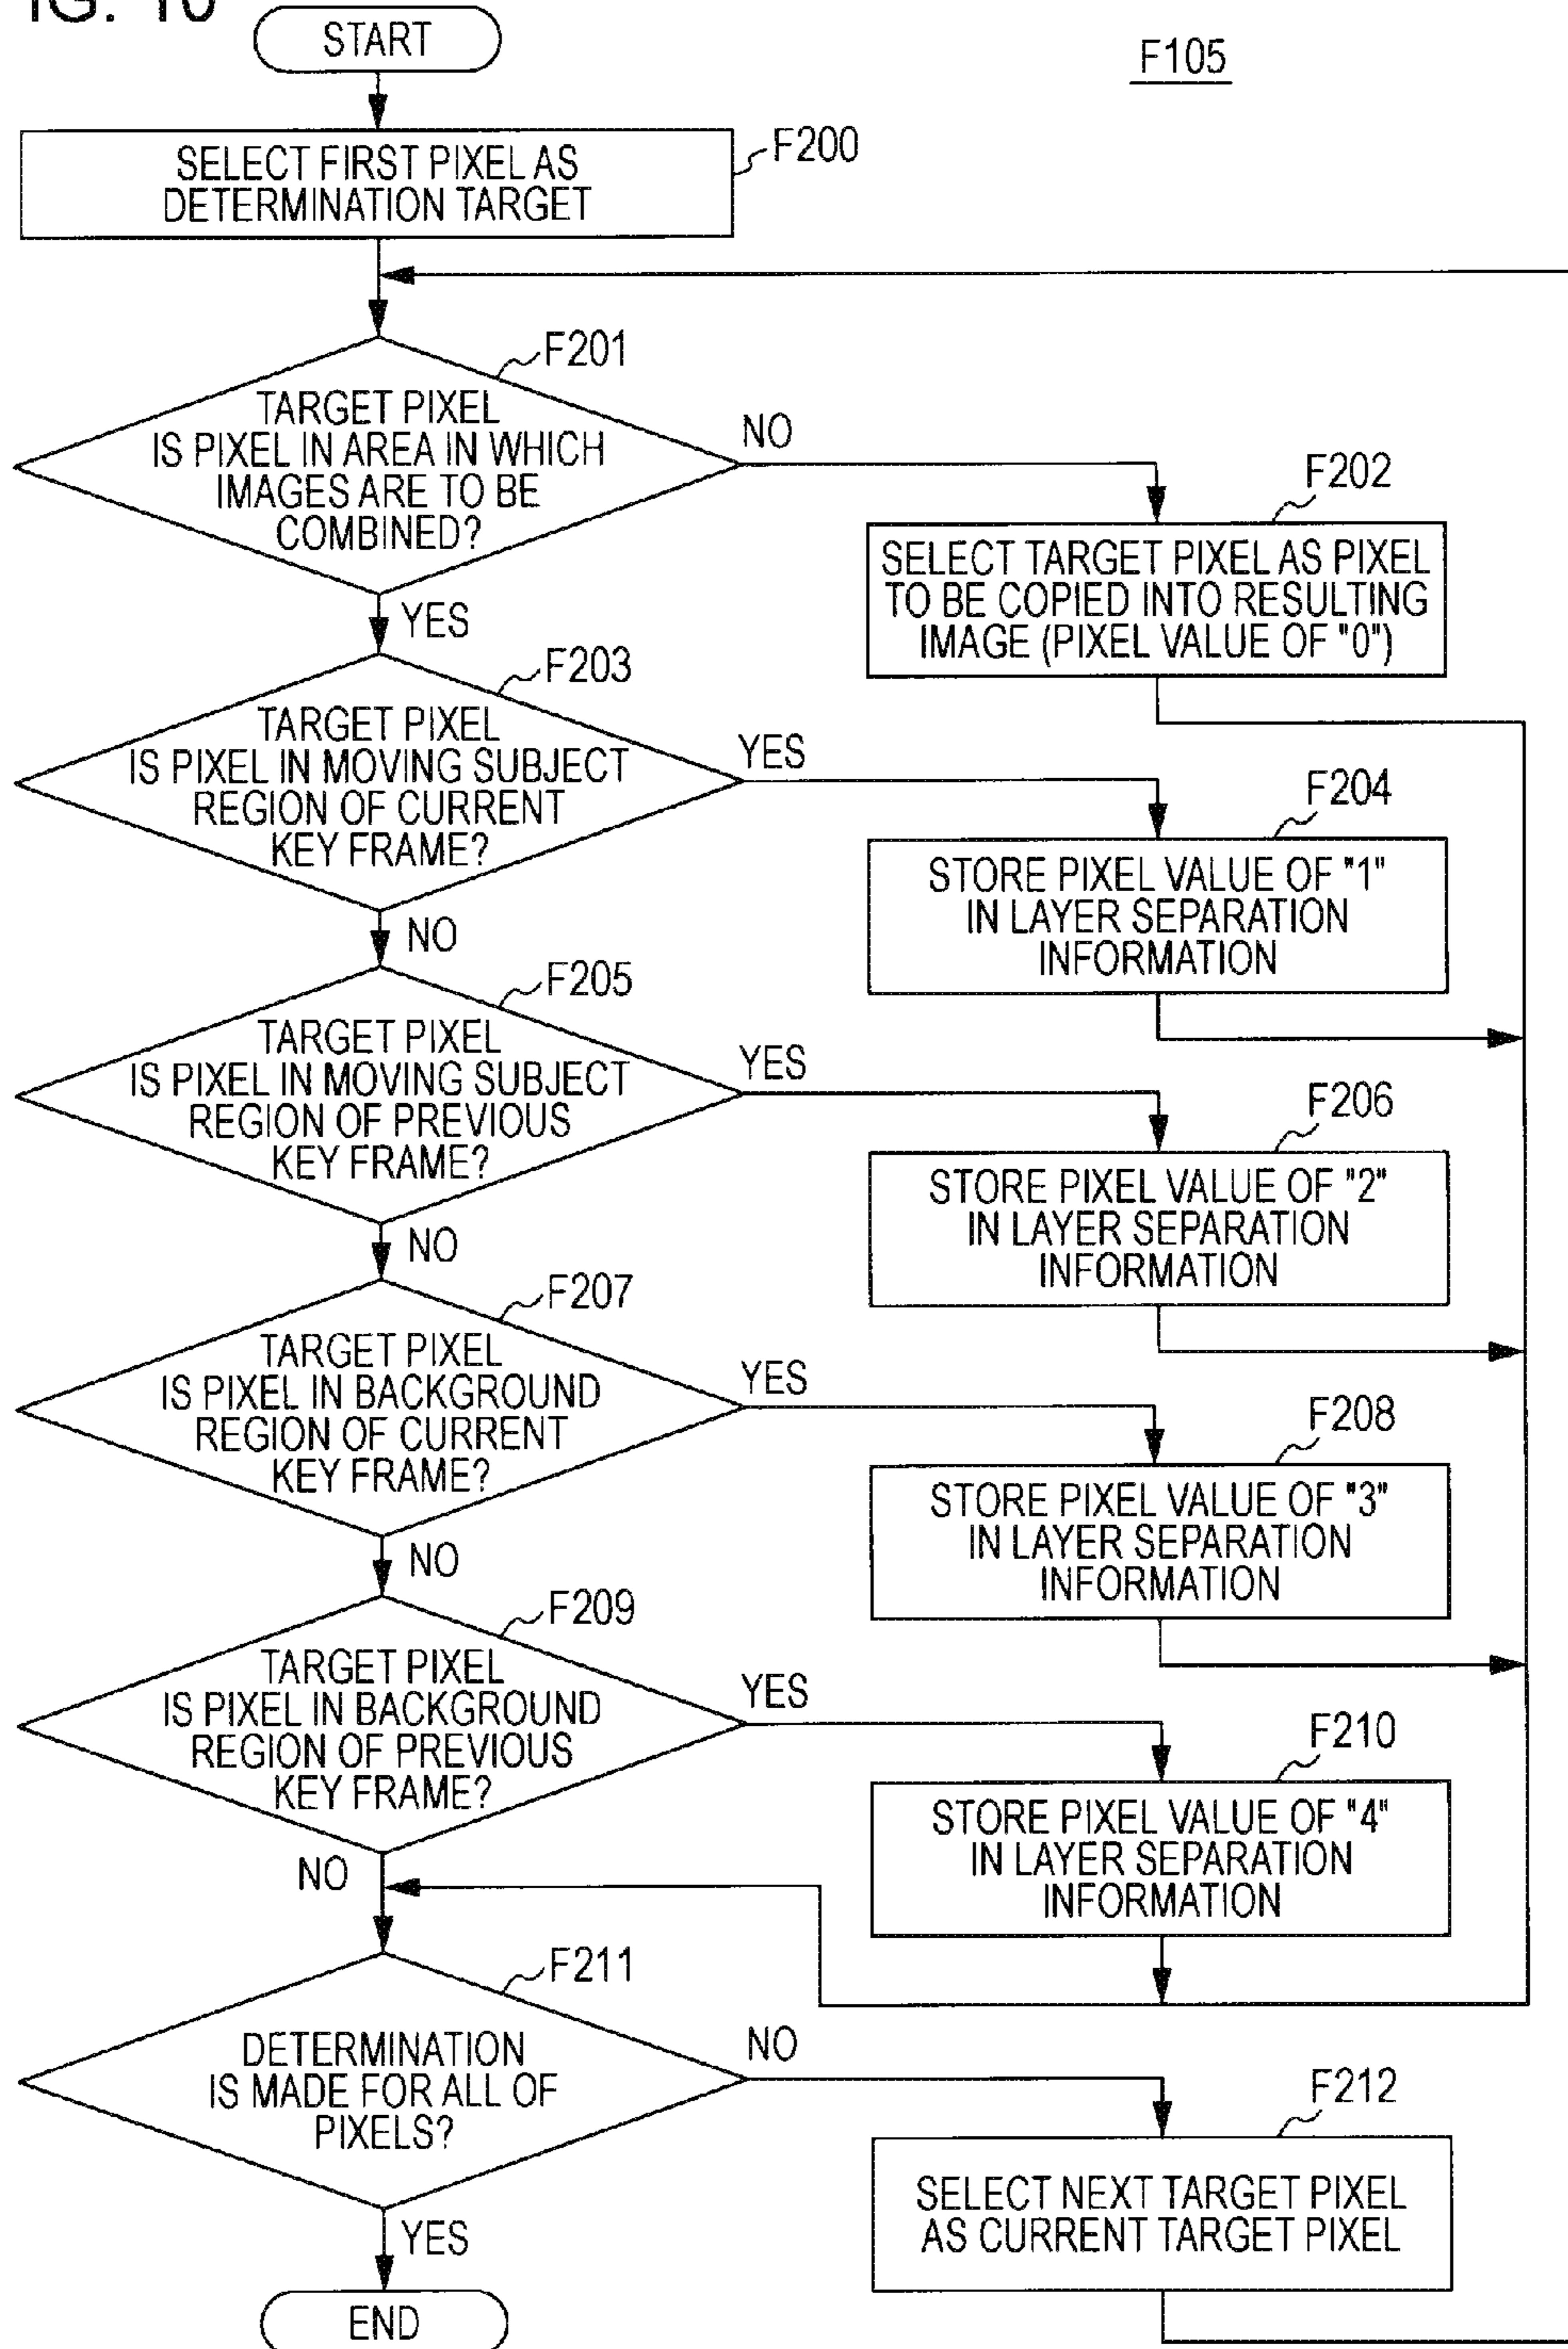 IG. 10
START
F105
F200
SELECT FIRST PIXEL AS
DETERMINATION TARGET
F201
TARGET PIXEL
IS PIXEL IN AREA IN WHICH
IMAGES ARE TO BE
COMBINED?
NO
YES
F202
SELECT TARGET PIXEL AS PIXEL
TO BE COPIED INTO RESULTING
IMAGE (PIXEL VALUE OF "0")
F203
TARGET PIXEL
IS PIXEL IN MOVING SUBJECT
REGION OF CURRENT
KEY FRAME?
YES
NO
F204
STORE PIXEL VALUE OF "1"
IN LAYER SEPARATION
INFORMATION
F205
TARGET PIXEL
IS PIXEL IN MOVING SUBJECT
REGION OF PREVIOUS
KEY FRAME?
YES
NO
F206
STORE PIXEL VALUE OF "2"
IN LAYER SEPARATION
INFORMATION
F207
TARGET PIXEL
IS PIXEL IN BACKGROUND
REGION OF CURRENT
KEY FRAME?
YES
NO
F208
STORE PIXEL VALUE OF "3"
IN LAYER SEPARATION
INFORMATION
F209
TARGET PIXEL
IS PIXEL IN BACKGROUND
REGION OF PREVIOUS
KEY FRAME?
YES
NO
F210
STORE PIXEL VALUE OF "4"
IN LAYER SEPARATION
INFORMATION
F211
DETERMINATION
IS MADE FOR ALL OF
PIXELS?
NO
YES
F212
SELECT NEXT TARGET PIXEL
AS CURRENT TARGET PIXEL
END